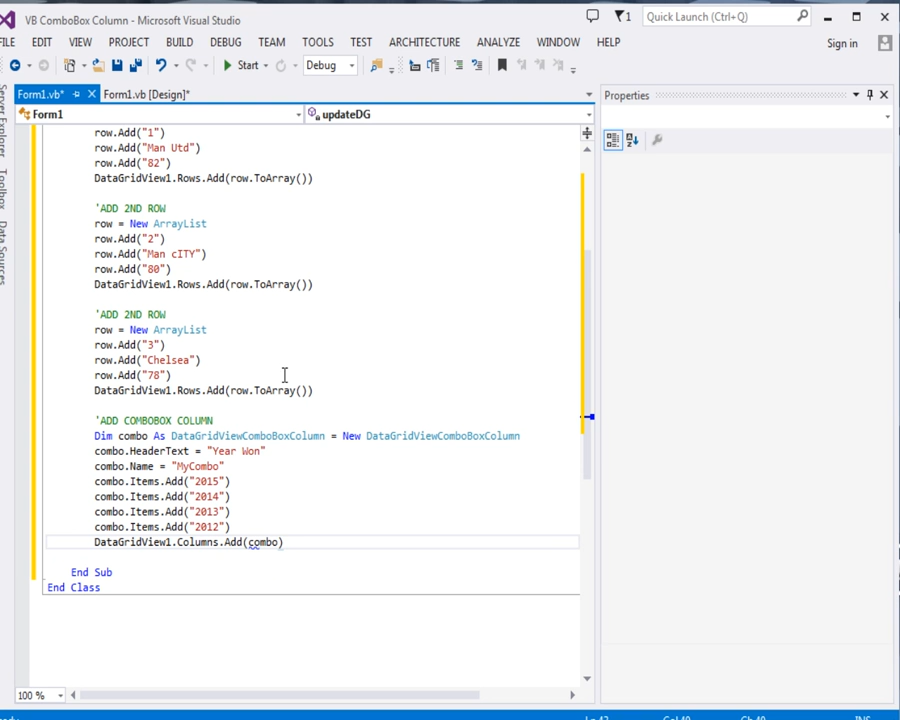 VB ComboBox Column - Microsoft Visual Studio
1
Quick Launch (Ctrl+Q)
FILE EDIT VIEW PROJECT BUILD DEBUG TEAM TOOLS TEST ARCHITECTURE ANALYZE WINDOW HELP
Sign in
Start
Debug
Form1.vb*
Form1.vb [Design]*
Properties
Form1
updateDG
Server Explorer
Toolbox
Data Sources
row.Add("1")
row.Add("Man Utd")
row.Add("82")
DataGridView1.Rows.Add(row.ToArray())
'ADD 2ND ROW
row = New ArrayList
row.Add("2")
row.Add("Man cITY")
row.Add("80")
DataGridView1.Rows.Add(row.ToArray())
'ADD 2ND ROW
row = New ArrayList
row.Add("3")
row.Add("Chelsea")
row.Add("78")
DataGridView1.Rows.Add(row.ToArray())
'ADD COMBOBOX COLUMN
Dim combo As DataGridViewComboBoxColumn = New DataGridViewComboBoxColumn
combo.HeaderText = "Year Won"
combo.Name = "MyCombo"
combo.Items.Add("2015")
combo.Items.Add("2014")
combo.Items.Add("2013")
combo.Items.Add("2012")
DataGridView1.Columns.Add(combo)
End Sub
End Class
100 %